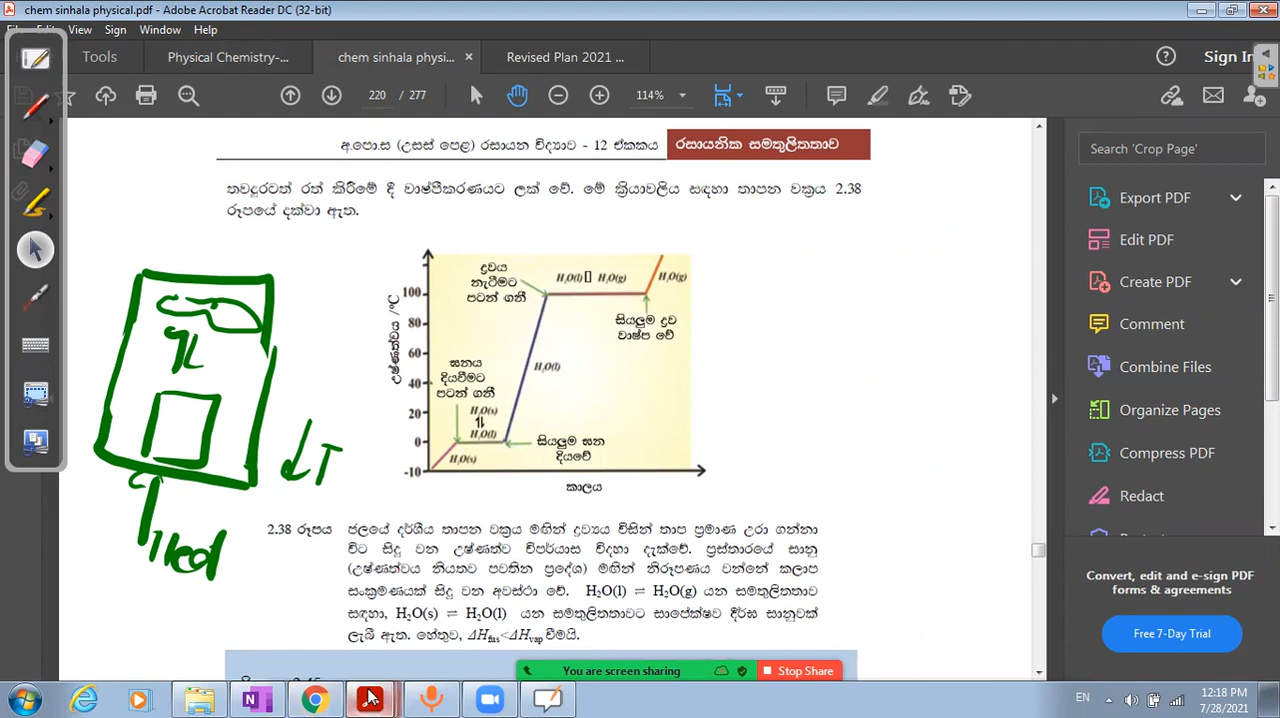 chem sinhala physical.pdf - Adobe Acrobat Reader DC (32-bit)
View Sign Window Help
Tools Physical Chemistry-... chem sinhala physi... × Revised Plan 2021 ... Sign In
220 / 277 114%
අ.පො.ස (උසස් පෙළ) රසායන විද්‍යාව - 12 ඒකකය රසායනික සමතුලිතතාව
තවදුරටත් රත් කිරීමේ දී වාෂ්පීකරණයට ලක් වේ. මේ ක්‍රියාවලිය සඳහා තාපන වක්‍රය 2.38
රූපයේ දක්වා ඇත.
උෂ්ණත්වය /°C
100
80
60
40
20
0
-10
ද්‍රවය
නැටීමට
පටන් ගනී
H₂O(l) ▯ H₂O(g)
H₂O(g)
සියලුම ද්‍රව
වාෂ්ප වේ
H₂O(l)
ඝනය
දියවීමට
පටන් ගනී
H₂O(s)
⇅
H₂O(l)
සියලුම ඝන
දියවේ
H₂O(s)
කාලය
↓ T
2.38 රූපය ජලයේ දර්ශීය තාපන වක්‍රය මඟින් ද්‍රව්‍යය විසින් තාප ප්‍රමාණ උරා ගන්නා
විට සිදු වන උෂ්ණත්ව විපර්යාස විදහා දැක්වේ. ප්‍රස්තාරයේ සානු
(උෂ්ණත්වය නියතව පවතින ප්‍රදේශ) මඟින් නිරූපණය වන්නේ කලාප
සංක්‍රමණයක් සිදු වන අවස්ථා වේ. H₂O(l) ⇌ H₂O(g) යන සමතුලිතතාව
සඳහා, H₂O(s) ⇌ H₂O(l) යන සමතුලිතතාවට සාපේක්ෂව දීර්ඝ සානුවක්
ලැබී ඇත. හේතුව, ΔHfus<ΔHvap වීමයි.
Search 'Crop Page'
Export PDF
Edit PDF
Create PDF
Comment
Combine Files
Organize Pages
Compress PDF
Redact
Convert, edit and e-sign PDF
forms & agreements
Free 7-Day Trial
You are screen sharing Stop Share
EN 12:18 PM
7/28/2021